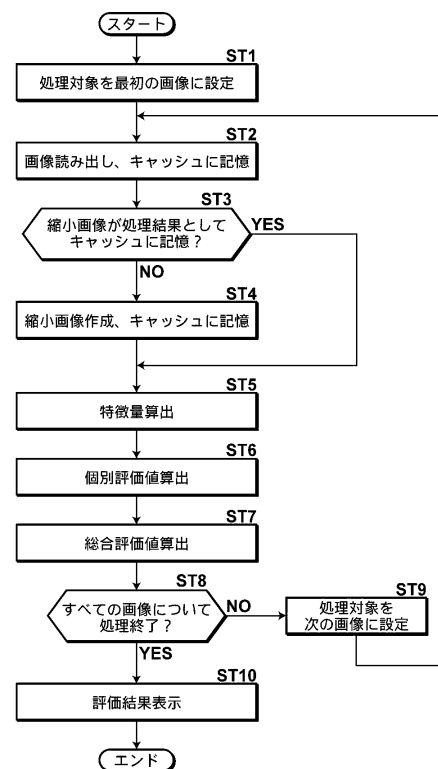 スタート
ST1
処理対象を最初の画像に設定
ST2
画像読み出し、キャッシュに記憶
ST3
縮小画像が処理結果として
キャッシュに記憶？
YES
NO
ST4
縮小画像作成、キャッシュに記憶
ST5
特徴量算出
ST6
個別評価値算出
ST7
総合評価値算出
ST8
すべての画像について
処理終了？
NO
ST9
処理対象を
次の画像に設定
YES
ST10
評価結果表示
エンド